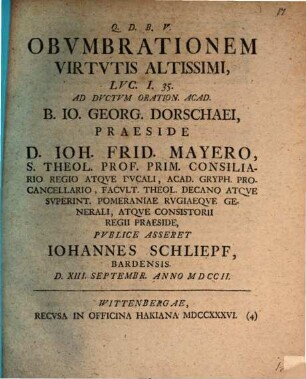 Q. D. B. V.
OBVMBRATIONEM
VIRTVTIS ALTISSIMI,
LVC. I. 35.
AD DVCTVM ORATION. ACAD.
B. IO. GEORG. DORSCHAEI,
PRAESIDE
D. IOH. FRID. MAYERO,
S. THEOL. PROF. PRIM. CONSILIA-
RIO REGIO ATQVE DVCALI, ACAD. GRYPH. PRO-
CANCELLARIO, FACVLT. THEOL. DECANO ATQVE
SVPERINT. POMERANIAE RVGIAEQVE GE-
NERALI, ATQVE CONSISTORII
REGII PRAESIDE,
PVBLICE ASSERET
IOHANNES SCHLIEPF,
BARDENSIS.
D. XIII. SEPTEMBR. ANNO MDCCII.
WITTENBERGAE,
RECVSA IN OFFICINA HAKIANA MDCCXXXVI. (4)